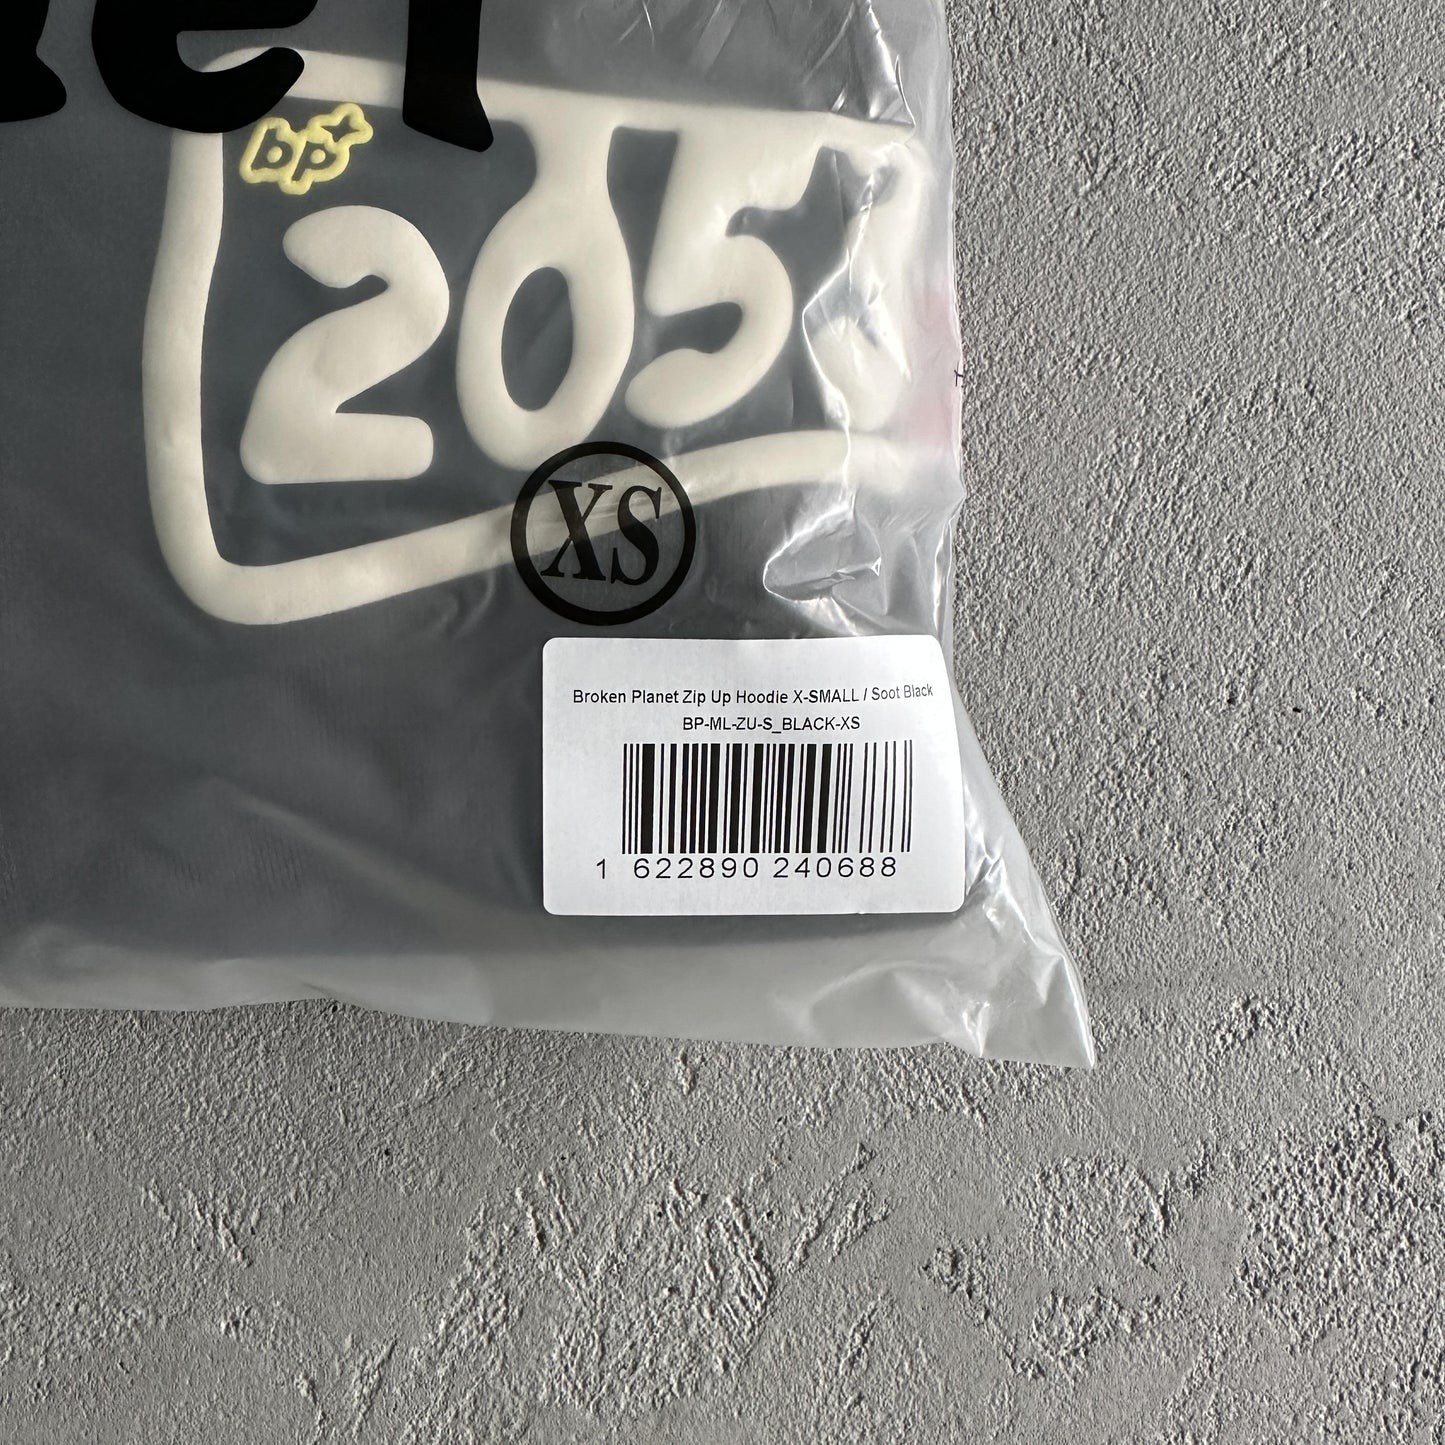 bp
205
XS
Broken Planet Zip Up Hoodie X-SMALL / Soot Black
BP-ML-ZU-S_BLACK-XS
1 622890 240688